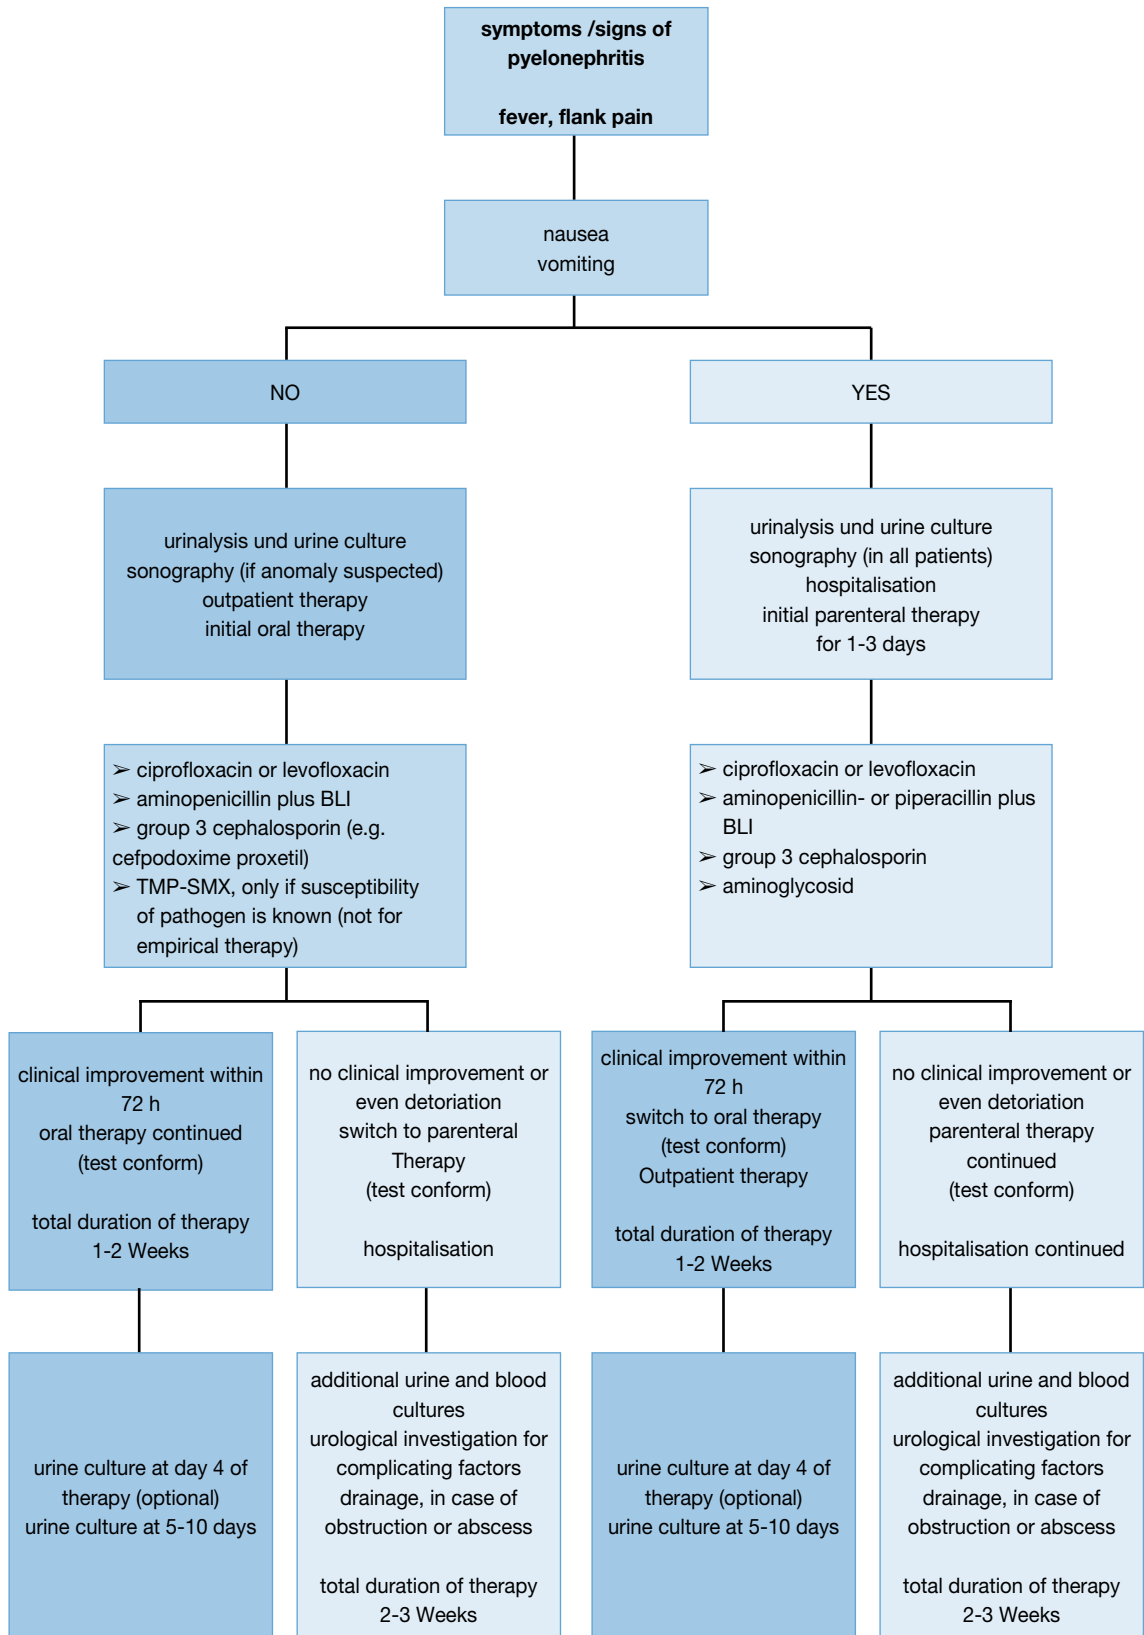 symptoms /signs of
pyelonephritis
fever, flank pain
nausea
vomiting
NO
YES
urinalysis und urine culture
sonography (if anomaly suspected)
outpatient therapy
initial oral therapy
urinalysis und urine culture
sonography (in all patients)
hospitalisation
initial parenteral therapy
for 1-3 days
➢ ciprofloxacin or levofloxacin
➢ aminopenicillin plus BLI
➢ group 3 cephalosporin (e.g.
cefpodoxime proxetil)
➢ TMP-SMX, only if susceptibility
of pathogen is known (not for
empirical therapy)
➢ ciprofloxacin or levofloxacin
➢ aminopenicillin- or piperacillin plus
BLI
➢ group 3 cephalosporin
➢ aminoglycosid
clinical improvement within
72 h
oral therapy continued
(test conform)
total duration of therapy
1-2 Weeks
no clinical improvement or
even detoriation
switch to parenteral
Therapy
(test conform)
hospitalisation
clinical improvement within
72 h
switch to oral therapy
(test conform)
Outpatient therapy
total duration of therapy
1-2 Weeks
no clinical improvement or
even detoriation
parenteral therapy
continued
(test conform)
hospitalisation continued
urine culture at day 4 of
therapy (optional)
urine culture at 5-10 days
additional urine and blood
cultures
urological investigation for
complicating factors
drainage, in case of
obstruction or abscess
total duration of therapy
2-3 Weeks
urine culture at day 4 of
therapy (optional)
urine culture at 5-10 days
additional urine and blood
cultures
urological investigation for
complicating factors
drainage, in case of
obstruction or abscess
total duration of therapy
2-3 Weeks